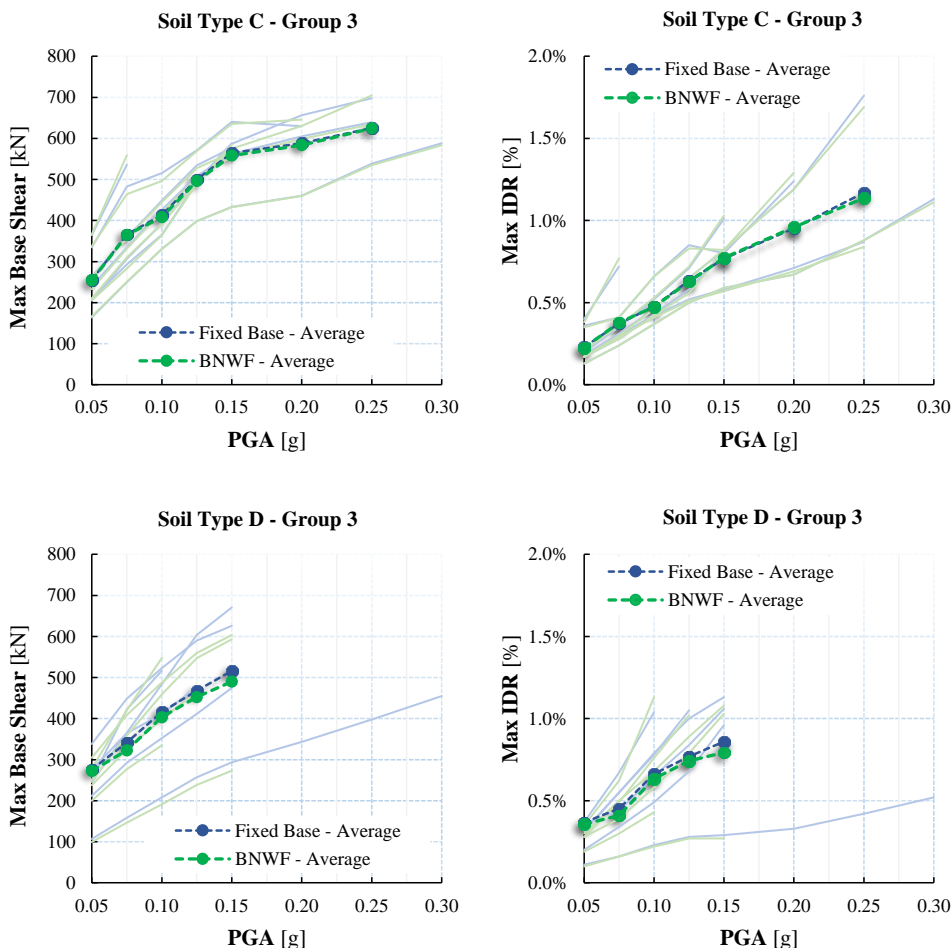 Soil Type C - Group 3
Max Base Shear [kN]
800
700
600
500
400
300
200
100
0
Fixed Base - Average
BNWF - Average
0.05 0.10 0.15 0.20 0.25 0.30
PGA [g]
Soil Type C - Group 3
Max IDR [%]
2.0%
1.5%
1.0%
0.5%
0.0%
Fixed Base - Average
BNWF - Average
0.05 0.10 0.15 0.20 0.25 0.30
PGA [g]
Soil Type D - Group 3
Max Base Shear [kN]
800
700
600
500
400
300
200
100
0
Fixed Base - Average
BNWF - Average
0.05 0.10 0.15 0.20 0.25 0.30
PGA [g]
Soil Type D - Group 3
Max IDR [%]
2.0%
1.5%
1.0%
0.5%
0.0%
Fixed Base - Average
BNWF - Average
0.05 0.10 0.15 0.20 0.25 0.30
PGA [g]